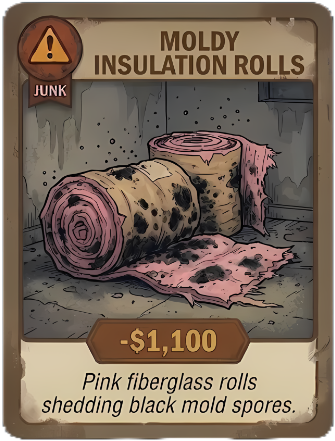 JUNK
MOLDY
INSULATION ROLLS
-$1,100
Pink fiberglass rolls
shedding black mold spores.